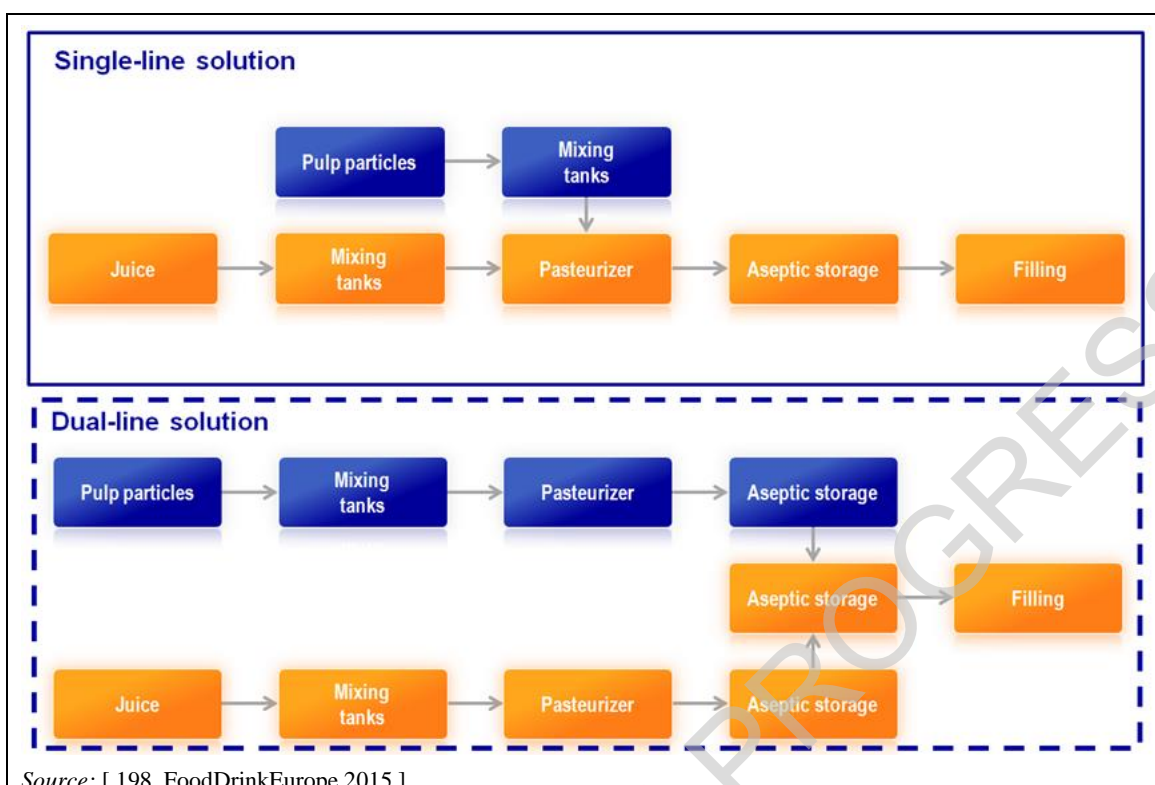 Single-line solution
Pulp particles
Mixing
tanks
Juice
Mixing
tanks
Pasteurizer
Aseptic storage
Filling
Dual-line solution
Pulp particles
Mixing
tanks
Pasteurizer
Aseptic storage
Aseptic storage
Filling
Juice
Mixing
tanks
Pasteurizer
Aseptic storage
PROGRESS
Source: [ 198, FoodDrinkEurope 2015 ]